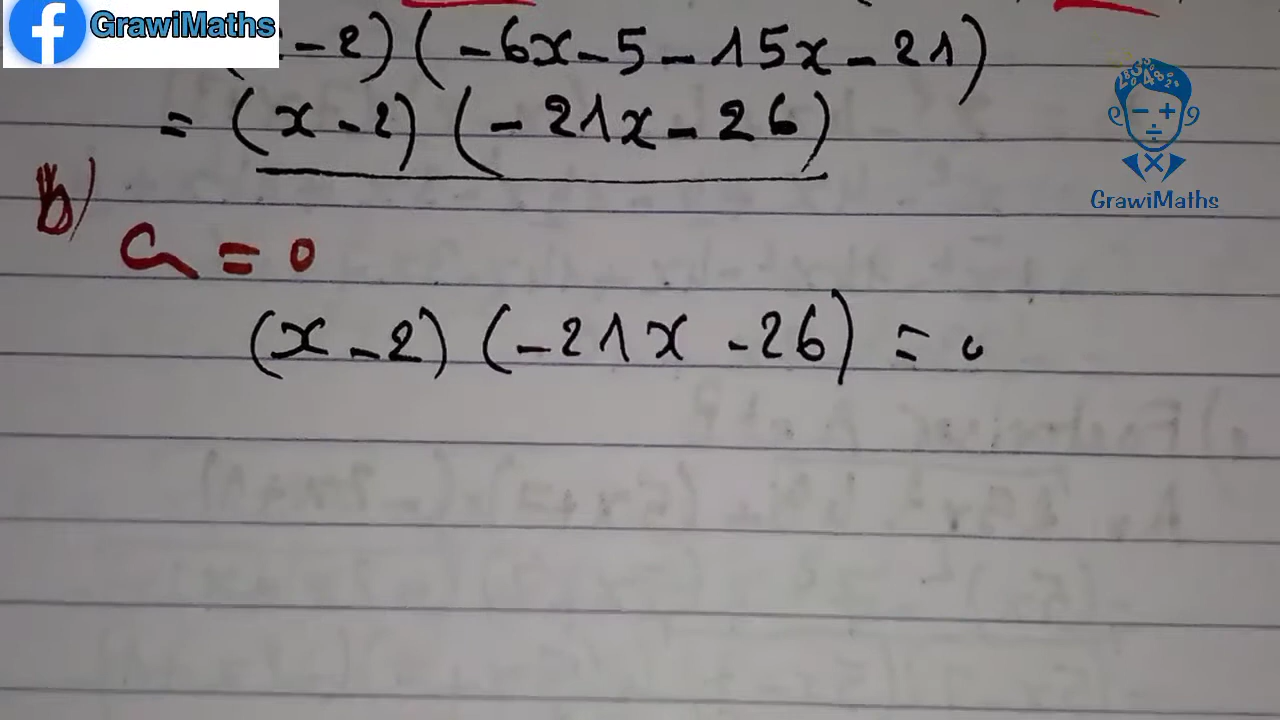 GrawiMaths
- 2) (-6x - 5 - 15x - 21)
= (x - 2) (-21x - 26)
GrawiMaths
b)
G = 0
(x - 2) (-21x - 26) = 0